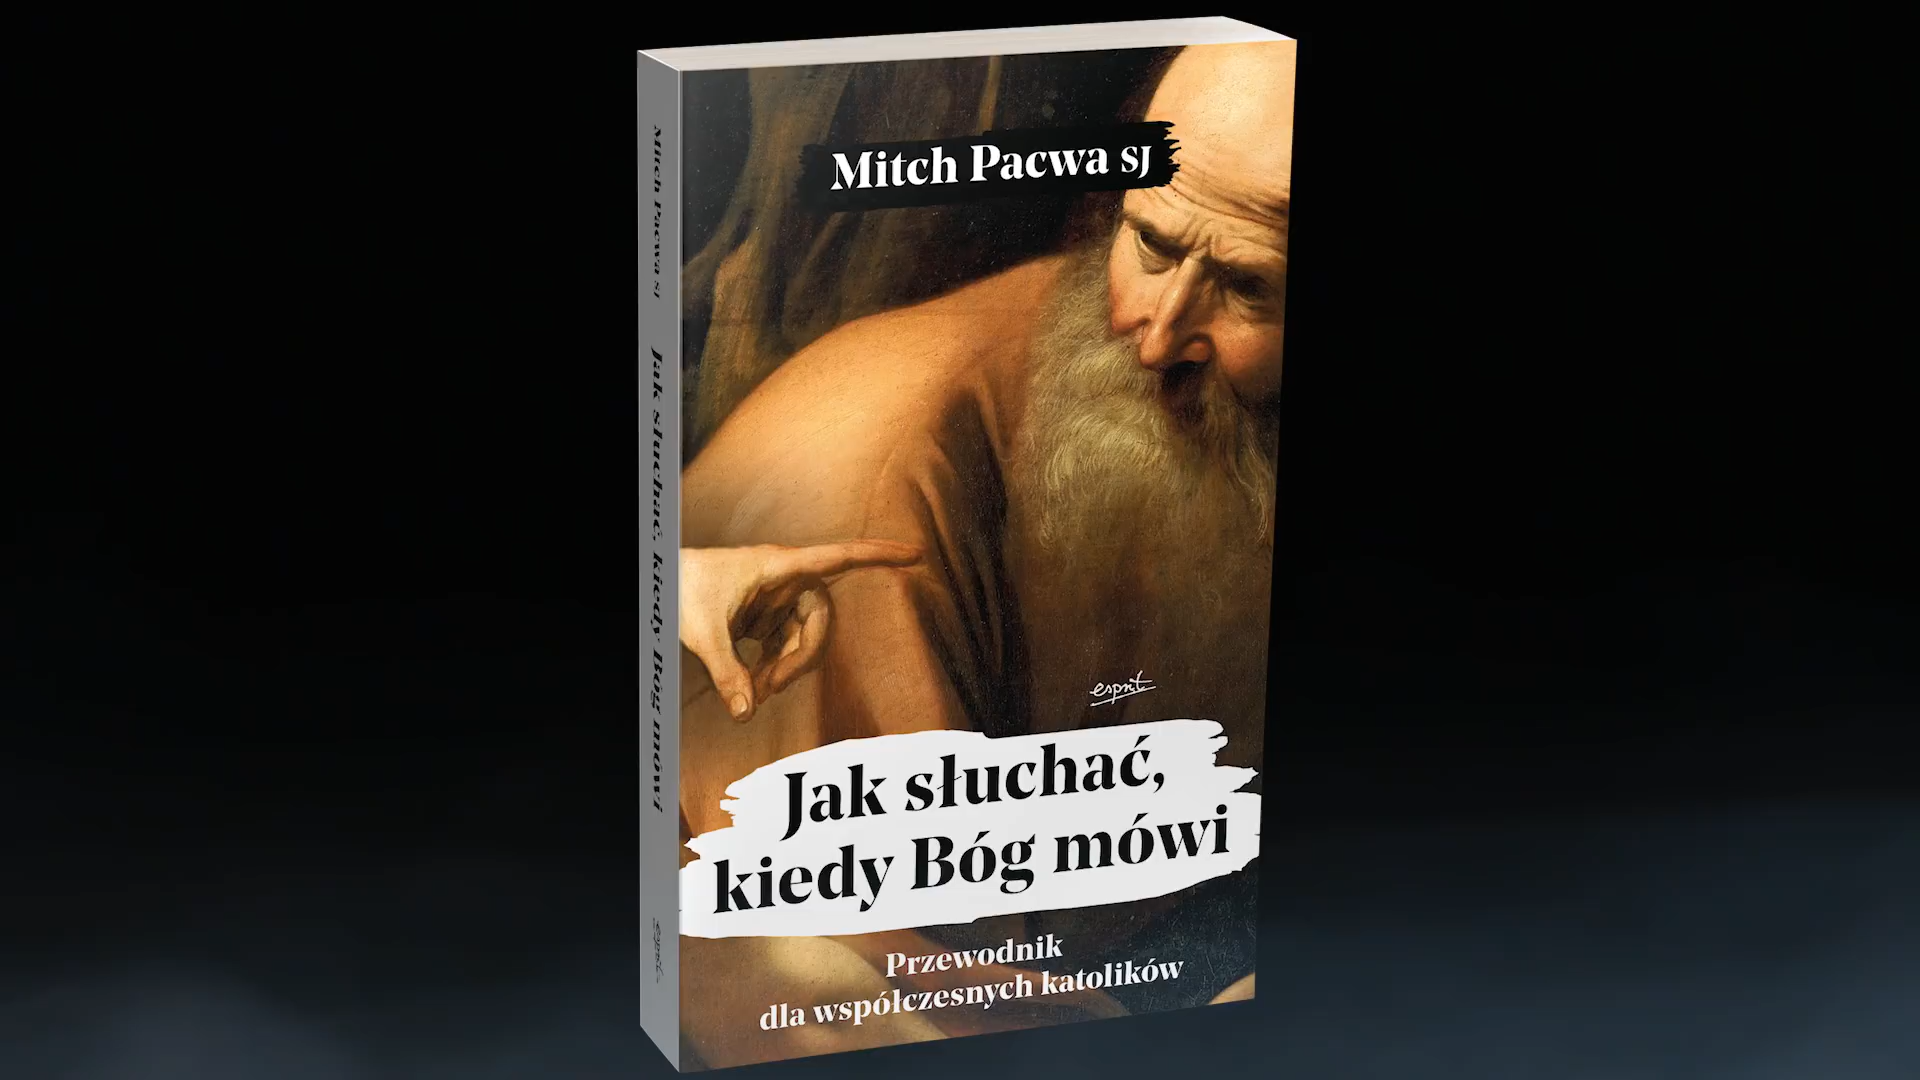 Mitch Pacwa SJ
Mitch Pacwa SJ
Jak słuchać, kiedy Bóg mówi
esprit
esprit
Jak słuchać,
kiedy Bóg mówi
Przewodnik
dla współczesnych katolików